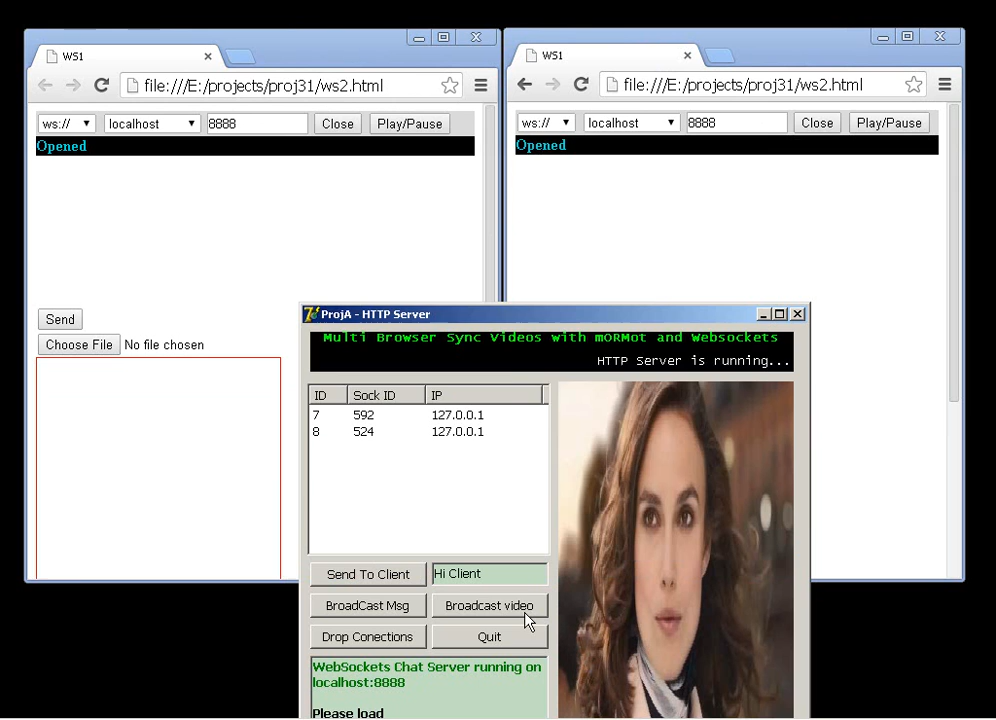 WS1
file:///E:/projects/proj31/ws2.html
ws:// localhost 8888 Close Play/Pause
Opened
Send
Choose File No file chosen
WS1
file:///E:/projects/proj31/ws2.html
ws:// localhost 8888 Close Play/Pause
Opened
ProjA - HTTP Server
Multi Browser Sync Videos with mORMot and Websockets
HTTP Server is running...
ID Sock ID IP
7 592 127.0.0.1
8 524 127.0.0.1
Send To Client Hi Client
BroadCast Msg Broadcast video
Drop Conections Quit
WebSockets Chat Server running on
localhost:8888
Please load